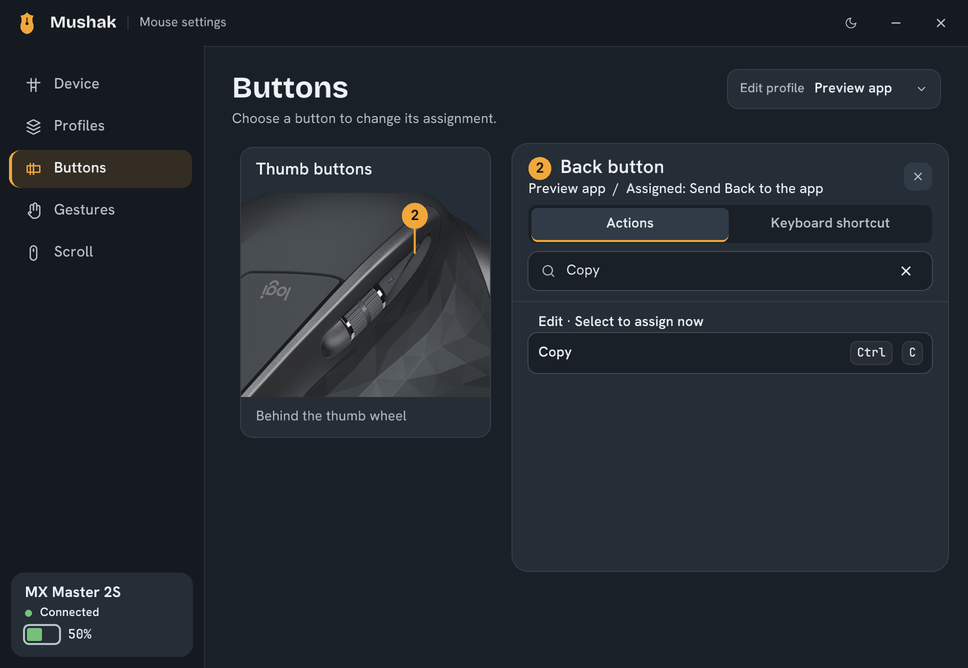 Mushak
Mouse settings
Device
Profiles
Buttons
Gestures
Scroll
MX Master 2S
Connected
50%
Buttons
Choose a button to change its assignment.
Edit profile Preview app
Thumb buttons
2
logi
Behind the thumb wheel
2 Back button
Preview app / Assigned: Send Back to the app
Actions
Keyboard shortcut
Copy
Edit · Select to assign now
Copy Ctrl C